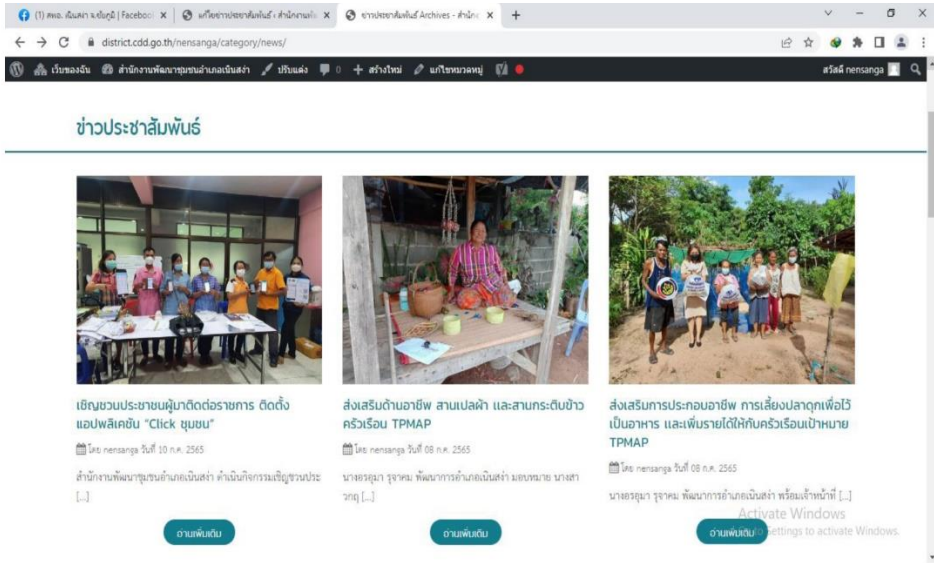 (1) สพอ. เนินสง่า จ.ชัยภูมิ | Facebook
แก้ไขข่าวประชาสัมพันธ์ ‹ สำนักงานพัฒ
ข่าวประชาสัมพันธ์ Archives - สำนัก
district.cdd.go.th/nensanga/category/news/
เว็บของฉัน สำนักงานพัฒนาชุมชนอำเภอเนินสง่า ปรับแต่ง 0 สร้างใหม่ แก้ไขหมวดหมู่ สวัสดี nensanga
ข่าวประชาสัมพันธ์
เชิญชวนประชาชนผู้มาติดต่อราชการ ติดตั้ง
แอปพลิเคชัน "Click ชุมชน"
โดย nensanga วันที่ 10 ก.ค. 2565
สำนักงานพัฒนาชุมชนอำเภอเนินสง่า ดำเนินกิจกรรมเชิญชวนประ
[...]
อ่านเพิ่มเติม
ส่งเสริมด้านอาชีพ สานเปลผ้า และสานกระติบข้าว
ครัวเรือน TPMAP
โดย nensanga วันที่ 08 ก.ค. 2565
นางอรอุมา รุจาคม พัฒนาการอำเภอเนินสง่า มอบหมาย นางสา
วกฤ [...]
อ่านเพิ่มเติม
ส่งเสริมการประกอบอาชีพ การเลี้ยงปลาดุกเพื่อไว้
เป็นอาหาร และเพิ่มรายได้ให้กับครัวเรือนเป้าหมาย
TPMAP
โดย nensanga วันที่ 08 ก.ค. 2565
นางอรอุมา รุจาคม พัฒนาการอำเภอเนินสง่า พร้อมเจ้าหน้าที่ [...]
อ่านเพิ่มเติม
Activate Windows
Settings to activate Windows.